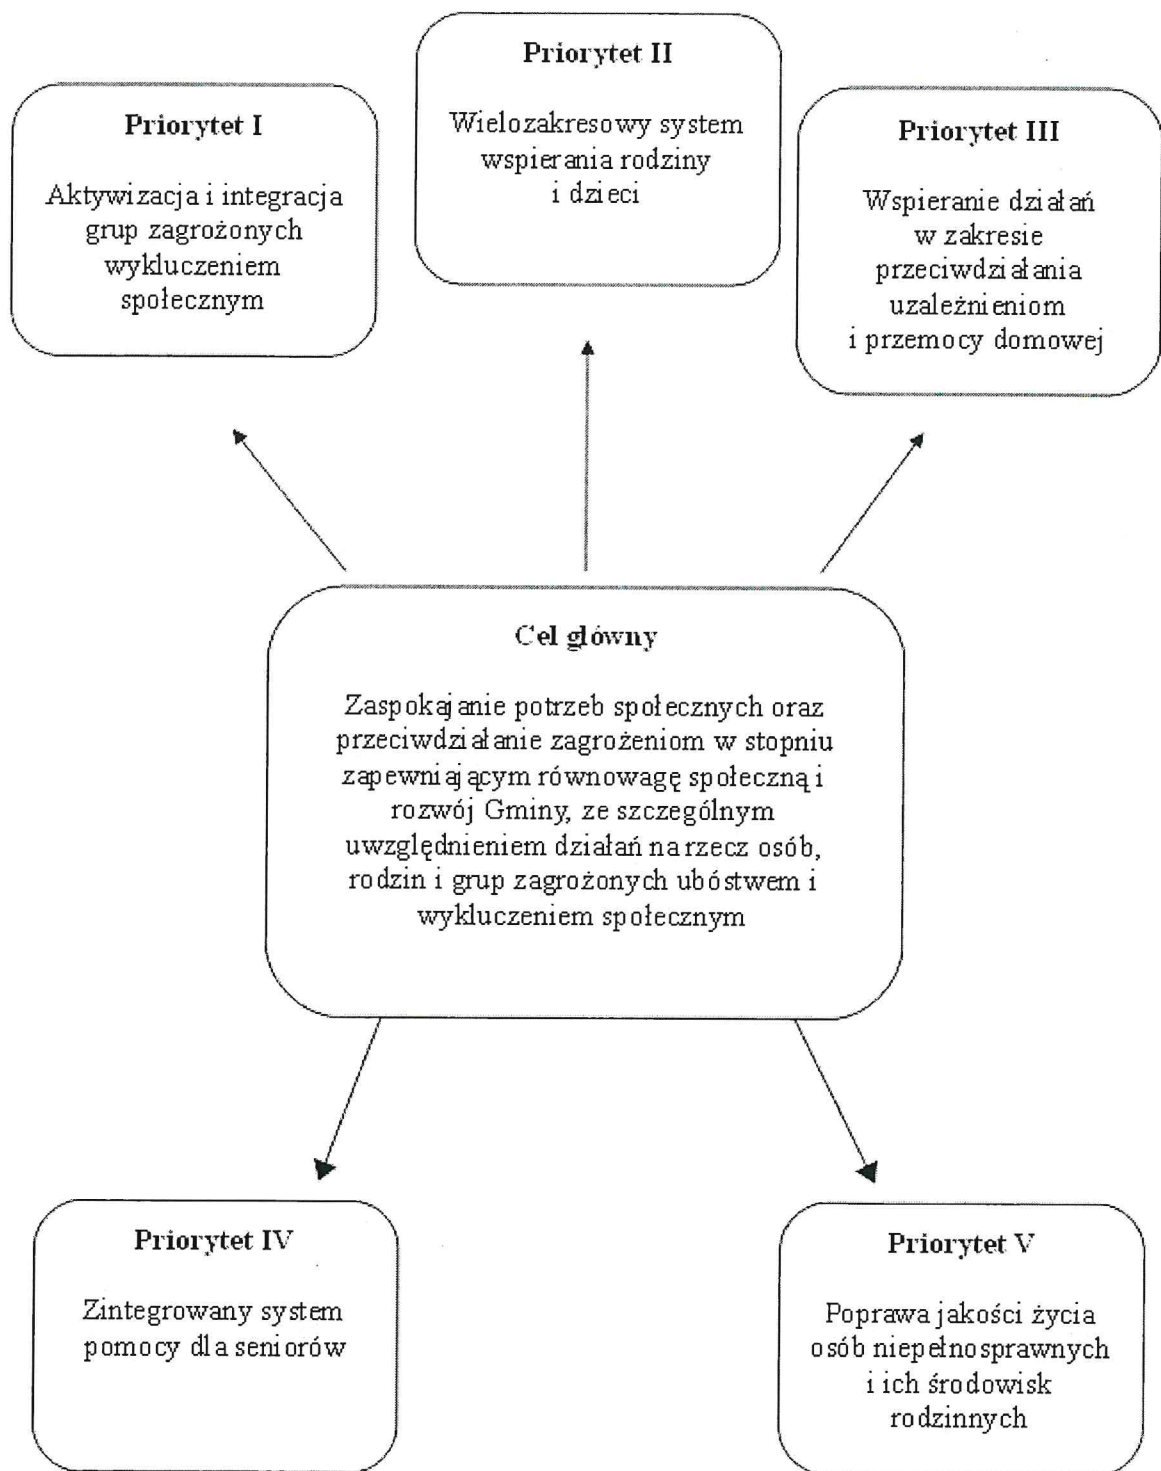 Priorytet I
Aktywizacja i integracja
grup zagrożonych
wykluczeniem
społecznym
Priorytet II
Wielozakresowy system
wspierania rodziny
i dzieci
Priorytet III
Wspieranie działań
w zakresie
przeciwdziałania
uzależnieniom
i przemocy domowej
Cel główny
Zaspokajanie potrzeb społecznych oraz
przeciwdziałanie zagrożeniom w stopniu
zapewniającym równowagę społeczną i
rozwój Gminy, ze szczególnym
uwzględnieniem działań na rzecz osób,
rodzin i grup zagrożonych ubóstwem i
wykluczeniem społecznym
Priorytet IV
Zintegrowany system
pomocy dla seniorów
Priorytet V
Poprawa jakości życia
osób niepełnosprawnych
i ich środowisk
rodzinnych